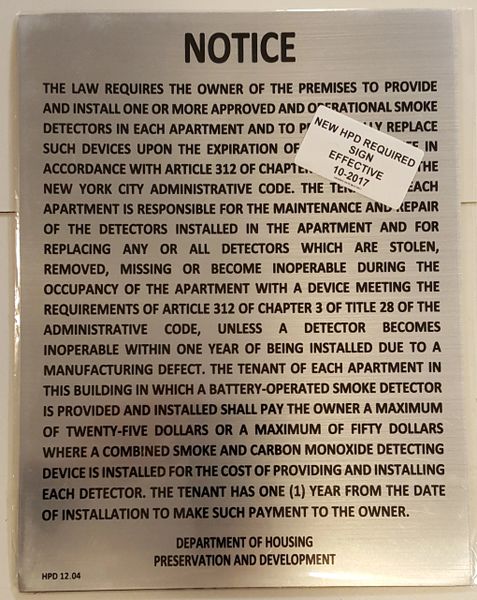 NOTICE
THE LAW REQUIRES THE OWNER OF THE PREMISES TO PROVIDE
AND INSTALL ONE OR MORE APPROVED AND OPERATIONAL SMOKE
DETECTORS IN EACH APARTMENT AND TO REPLACE
SUCH DEVICES UPON THE EXPIRATION OF IN
ACCORDANCE WITH ARTICLE 312 OF CHAPTER THE
NEW YORK CITY ADMINISTRATIVE CODE. THE EACH
APARTMENT IS RESPONSIBLE FOR THE MAINTENANCE AND REPAIR
OF THE DETECTORS INSTALLED IN THE APARTMENT AND FOR
REPLACING ANY OR ALL DETECTORS WHICH ARE STOLEN,
REMOVED, MISSING OR BECOME INOPERABLE DURING THE
OCCUPANCY OF THE APARTMENT WITH A DEVICE MEETING THE
REQUIREMENTS OF ARTICLE 312 OF CHAPTER 3 OF TITLE 28 OF THE
ADMINISTRATIVE CODE, UNLESS A DETECTOR BECOMES
INOPERABLE WITHIN ONE YEAR OF BEING INSTALLED DUE TO A
MANUFACTURING DEFECT. THE TENANT OF EACH APARTMENT IN
THIS BUILDING IN WHICH A BATTERY-OPERATED SMOKE DETECTOR
IS PROVIDED AND INSTALLED SHALL PAY THE OWNER A MAXIMUM
OF TWENTY-FIVE DOLLARS OR A MAXIMUM OF FIFTY DOLLARS
WHERE A COMBINED SMOKE AND CARBON MONOXIDE DETECTING
DEVICE IS INSTALLED FOR THE COST OF PROVIDING AND INSTALLING
EACH DETECTOR. THE TENANT HAS ONE (1) YEAR FROM THE DATE
OF INSTALLATION TO MAKE SUCH PAYMENT TO THE OWNER.
DEPARTMENT OF HOUSING
PRESERVATION AND DEVELOPMENT
HPD 12.04
NEW HPD REQUIRED
SIGN
EFFECTIVE
10-2017